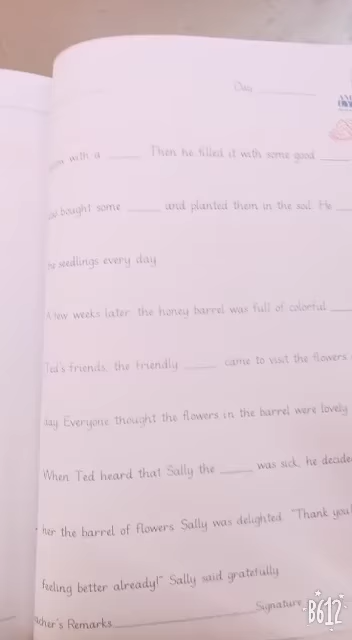 Day
with a ______ Then he filled it with some good ______
bought some ______ and planted them in the soil. He
seedlings every day
A few weeks later the honey barrel was full of colorful ______
Ted's friends, the friendly ______ came to visit the flowers
day Everyone thought the flowers in the barrel were lovely
When Ted heard that Sally the ______ was sick, he decide
her the barrel of flowers Sally was delighted "Thank you
feeling better already!" Sally said gratefully
acher's Remarks ______ Signature
B612